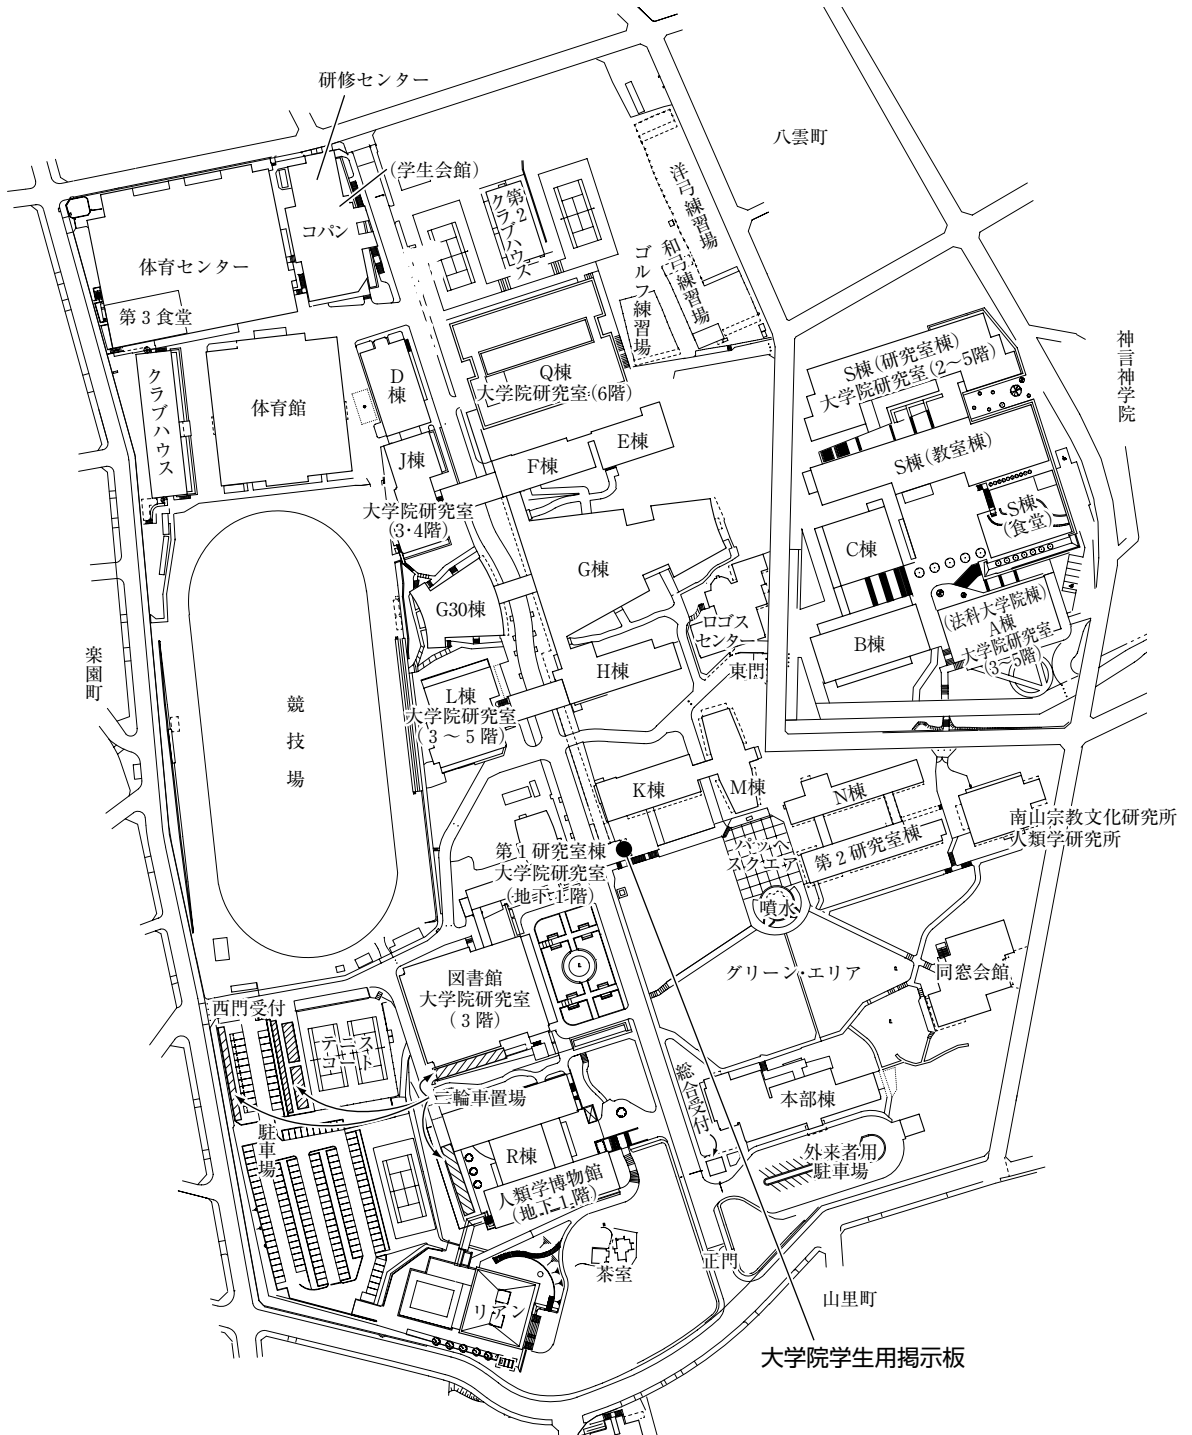 研修センター
(学生会館)
コパン
八雲町
体育センター
第3食堂
第2
クラブハウス
洋弓練習場
和弓練習場
ゴルフ練習場
神言神学院
クラブハウス
体育館
D
棟
Q棟
大学院研究室(6階)
S棟(研究室棟)
大学院研究室(2〜5階)
E棟
F棟
J棟
大学院研究室
(3・4階)
S棟(教室棟)
S棟
(食堂)
C棟
G棟
G30棟
ロゴス
センター
(法科大学院棟)
A棟
大学院研究室
(3〜5階)
B棟
H棟
東門
楽園町
競技場
L棟
大学院研究室
(3〜5階)
K棟
M棟
N棟
第2研究室棟
南山宗教文化研究所
人類学研究所
パッヘ
スクエア
噴水
第1研究室棟
大学院研究室
(地下1階)
グリーン・エリア
同窓会館
図書館
大学院研究室
(3階)
西門受付
テニス
コート
二輪車置場
駐車場
総合受付
本部棟
外来者用
駐車場
R棟
人類学博物館
(地下1階)
茶室
正門
山里町
リアン
大学院学生用掲示板